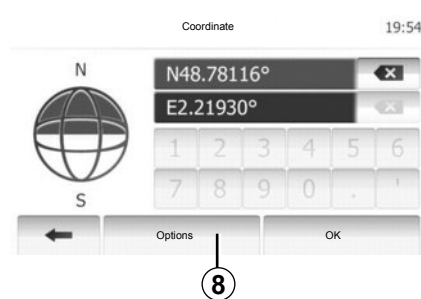 Coordinate 19:54
N
N48.78116°
E2.21930°
1 2 3 4 5 6
S
7 8 9 0 . '
Options OK
8